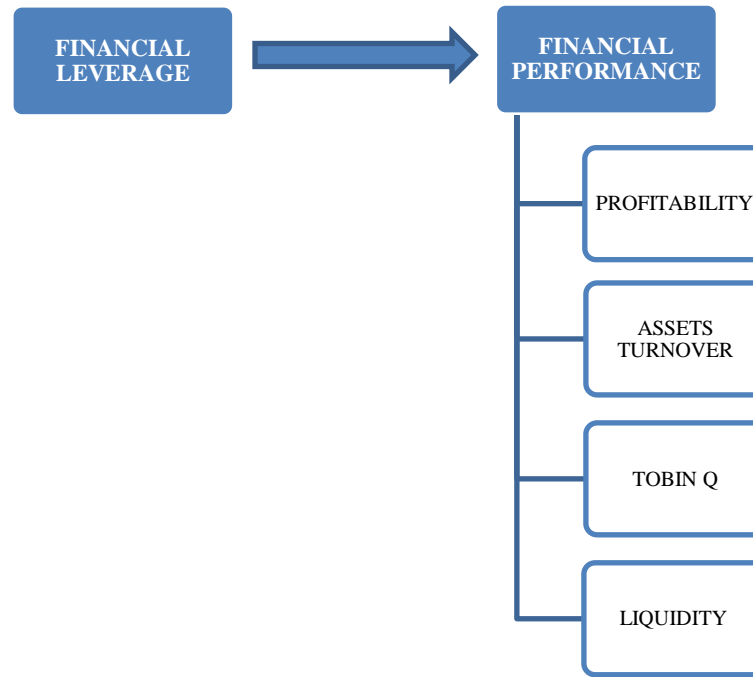 FINANCIAL
LEVERAGE
FINANCIAL
PERFORMANCE
PROFITABILITY
ASSETS
TURNOVER
TOBIN Q
LIQUIDITY